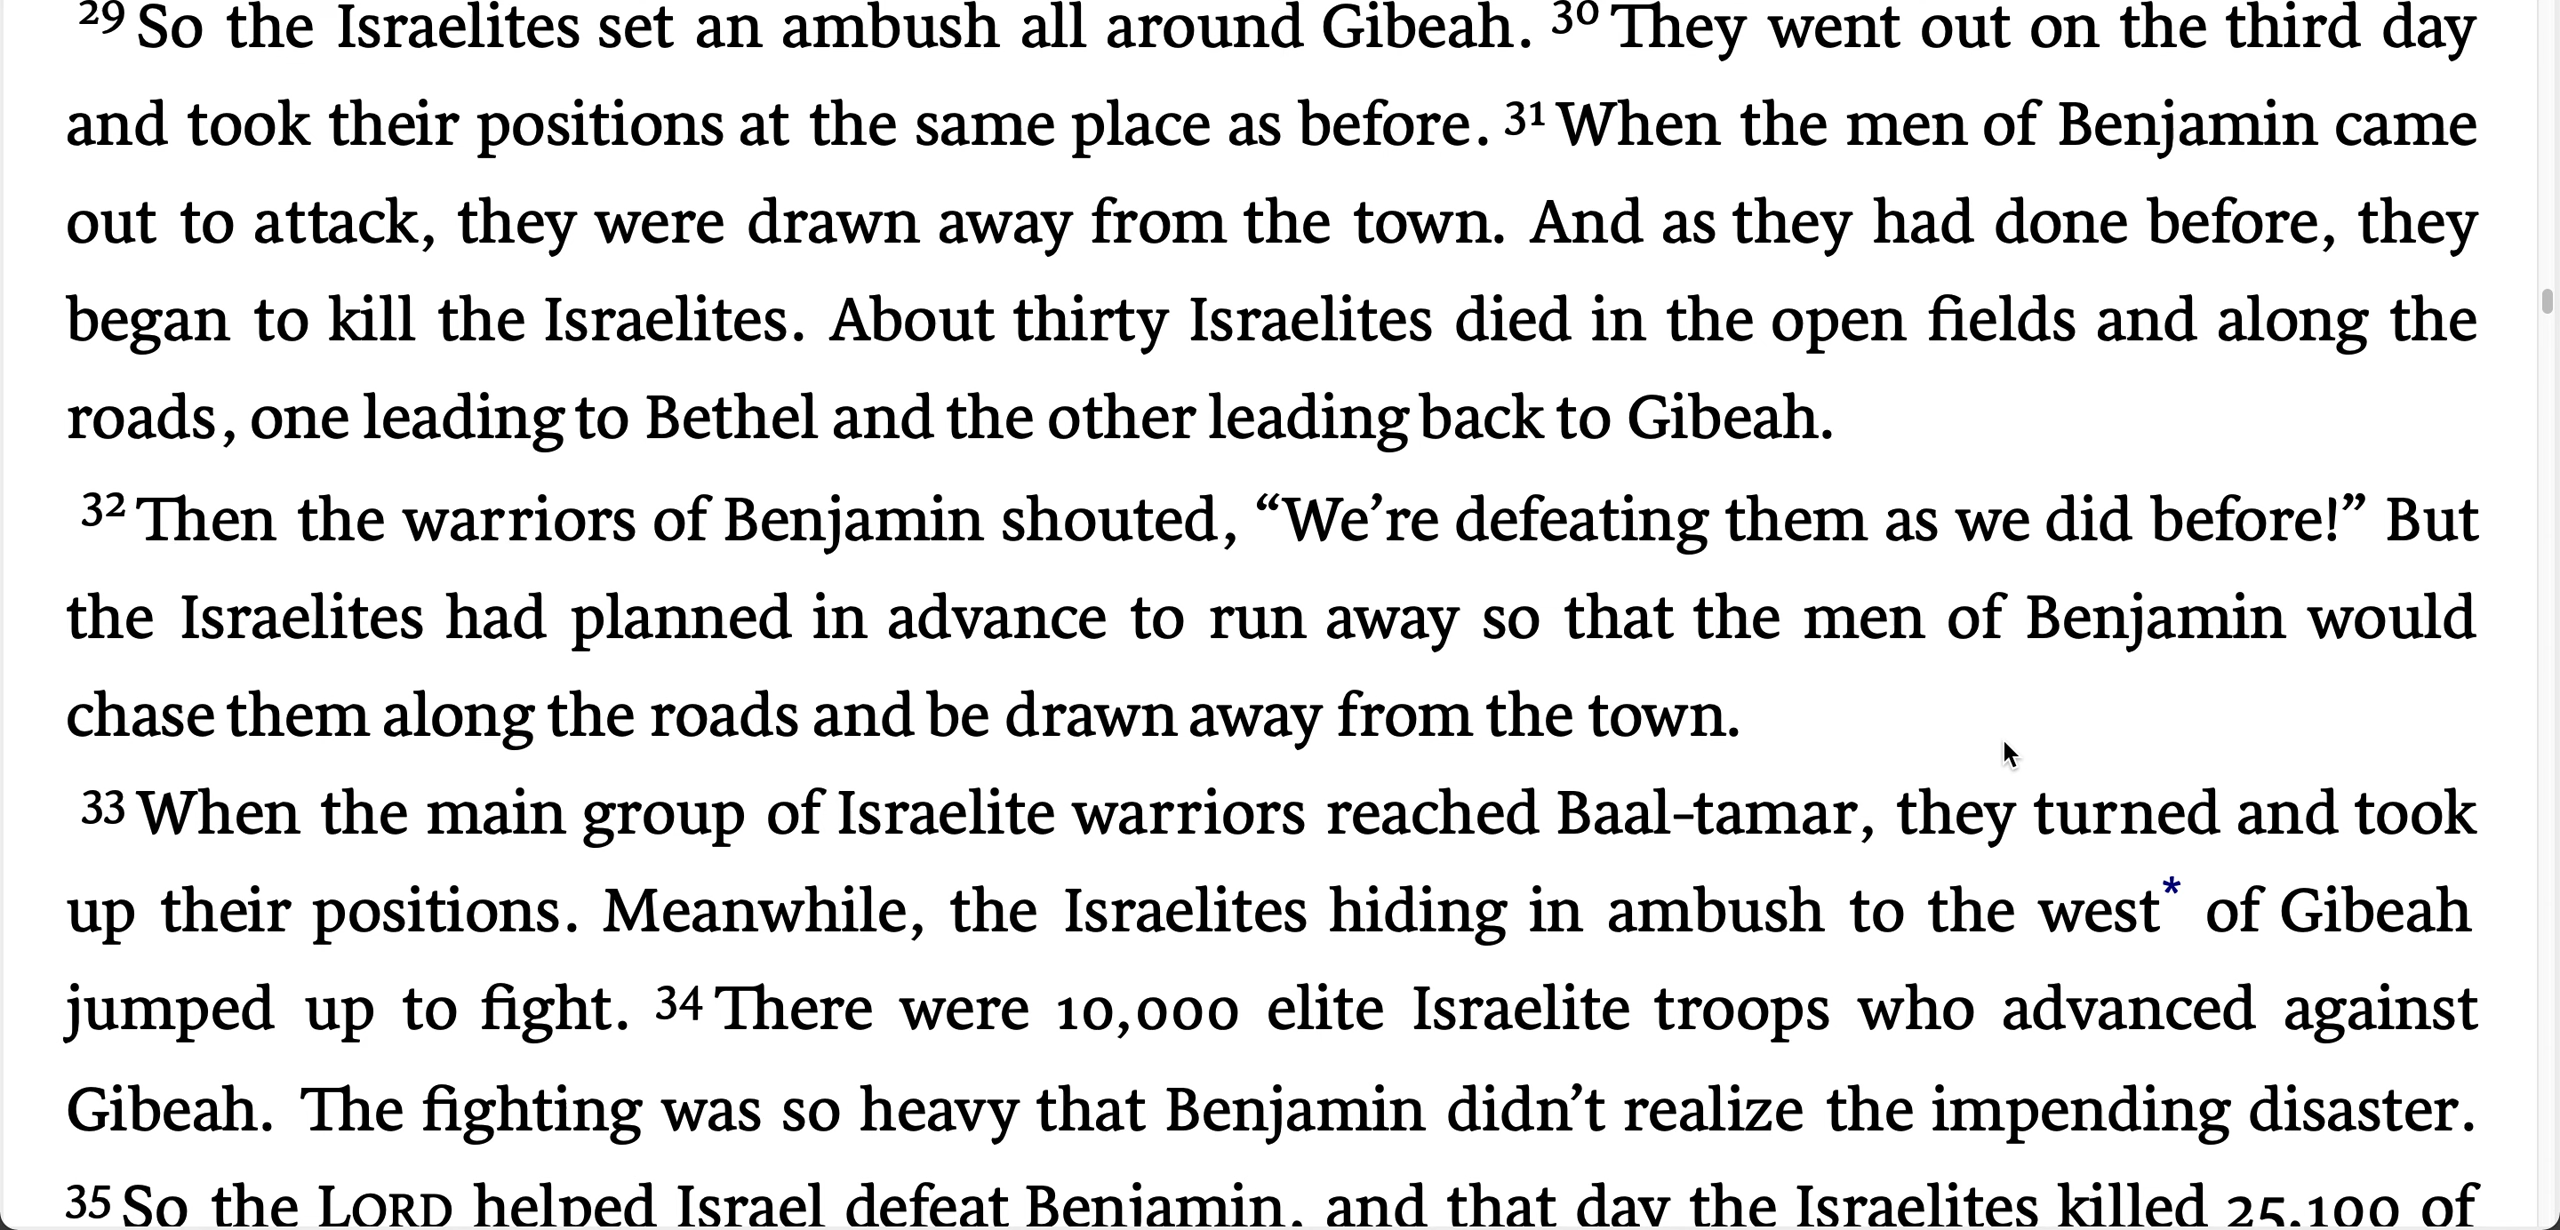 29 So the Israelites set an ambush all around Gibeah. 30 They went out on the third day
and took their positions at the same place as before. 31 When the men of Benjamin came
out to attack, they were drawn away from the town. And as they had done before, they
began to kill the Israelites. About thirty Israelites died in the open fields and along the
roads, one leading to Bethel and the other leading back to Gibeah.
32 Then the warriors of Benjamin shouted, “We’re defeating them as we did before!” But
the Israelites had planned in advance to run away so that the men of Benjamin would
chase them along the roads and be drawn away from the town.
33 When the main group of Israelite warriors reached Baal-tamar, they turned and took
up their positions. Meanwhile, the Israelites hiding in ambush to the west* of Gibeah
jumped up to fight. 34 There were 10,000 elite Israelite troops who advanced against
Gibeah. The fighting was so heavy that Benjamin didn’t realize the impending disaster.
35 So the LORD helped Israel defeat Benjamin, and that day the Israelites killed 25,100 of